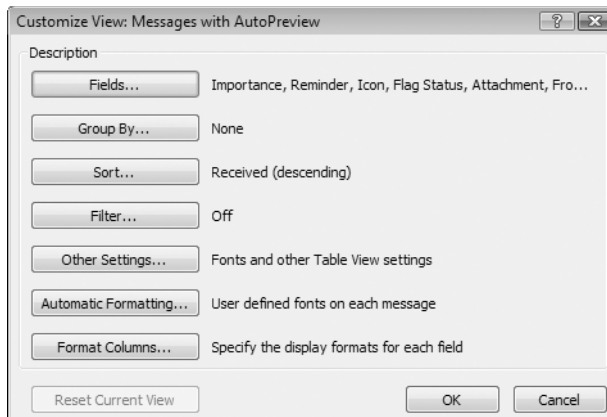 Customize View: Messages with AutoPreview
Description
Fields... Importance, Reminder, Icon, Flag Status, Attachment, Fro...
Group By... None
Sort... Received (descending)
Filter... Off
Other Settings... Fonts and other Table View settings
Automatic Formatting... User defined fonts on each message
Format Columns... Specify the display formats for each field
Reset Current View OK Cancel